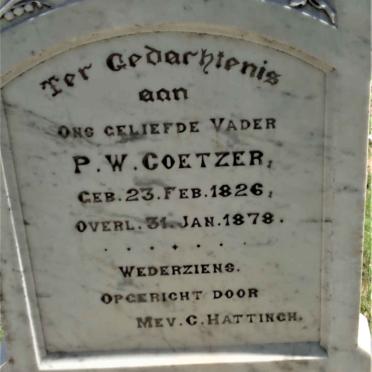 Ter Gedachtenis
aan
ONS GELIEFDE VADER
P. W. COETZER,
GEB. 23. FEB. 1826,
OVERL. 31. JAN. 1878.
WEDERZIENS.
OPGERICHT DOOR
MEV. C. HATTINGH.